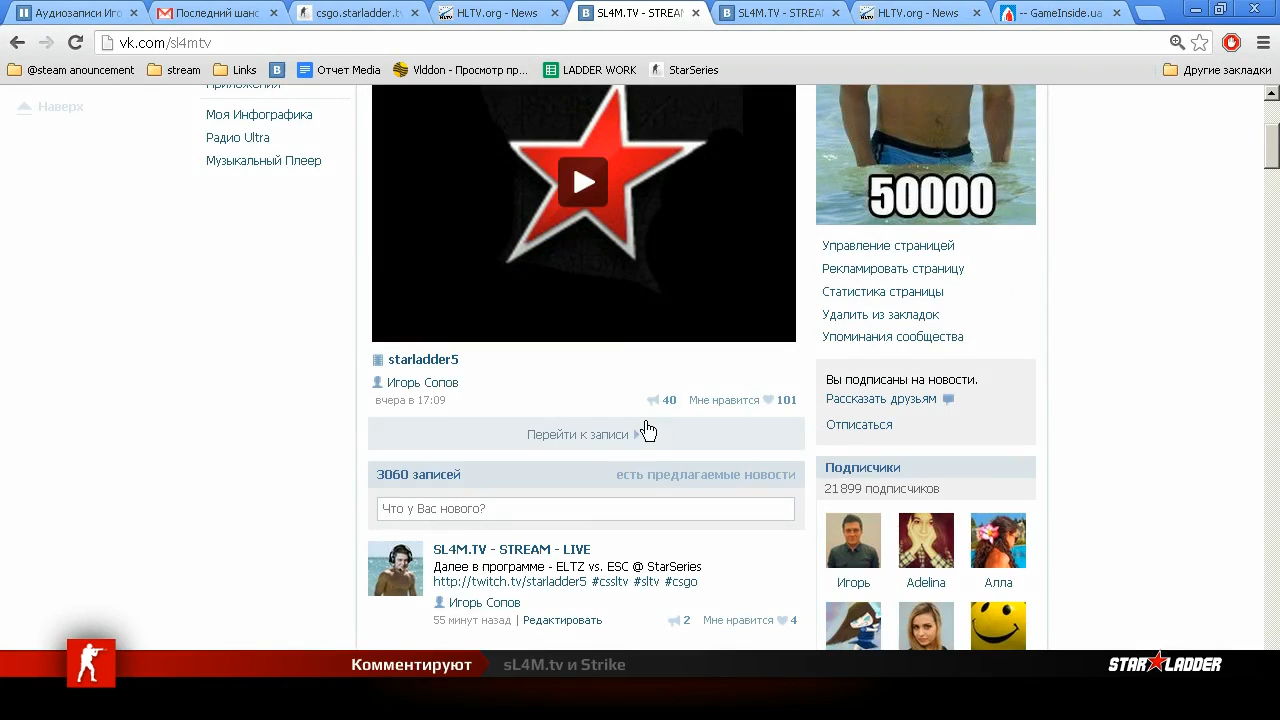 Аудиозаписи Иго
Последний шанс
csgo.starladder.t
HLTV.org - News
SL4M.TV - STREA
SL4M.TV - STREA
HLTV.org - News
-- GameInside.ua
vk.com/sl4mtv
@steam anouncement
stream
Links
B
Отчет Media
Vlddon - Просмотр пр...
LADDER WORK
StarSeries
Другие закладки
Наверх
Приложения
Моя Инфографика
Радио Ultra
Музыкальный Плеер
50000
Управление страницей
Рекламировать страницу
Статистика страницы
Удалить из закладок
Упоминания сообщества
starladder5
Игорь Сопов
вчера в 17:09
40 Мне нравится 101
Перейти к записи
Вы подписаны на новости.
Рассказать друзьям
Отписаться
3060 записей есть предлагаемые новости
Что у Вас нового?
Подписчики
21 899 подписчиков
Игорь Adelina Алла
SL4M.TV - STREAM - LIVE
Далее в программе - ELTZ vs. ESC @ StarSeries
http://twitch.tv/starladder5 #cssltv #sltv #csgo
Игорь Сопов
55 минут назад | Редактировать 2 Мне нравится 4
Комментируют sL4M.tv и Strike
STAR LADDER